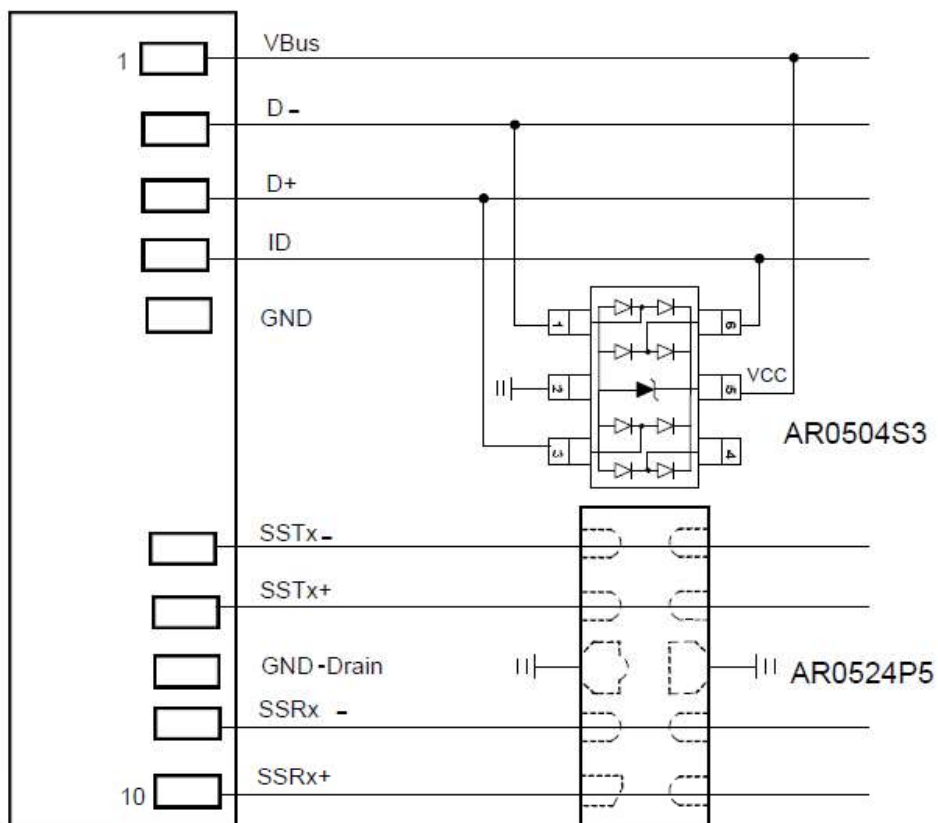 1
VBus
D -
D+
ID
GND
1
6
2
5
VCC
3
4
AR0504S3
SSTx -
SSTx+
GND -Drain
AR0524P5
SSRx -
10
SSRx+